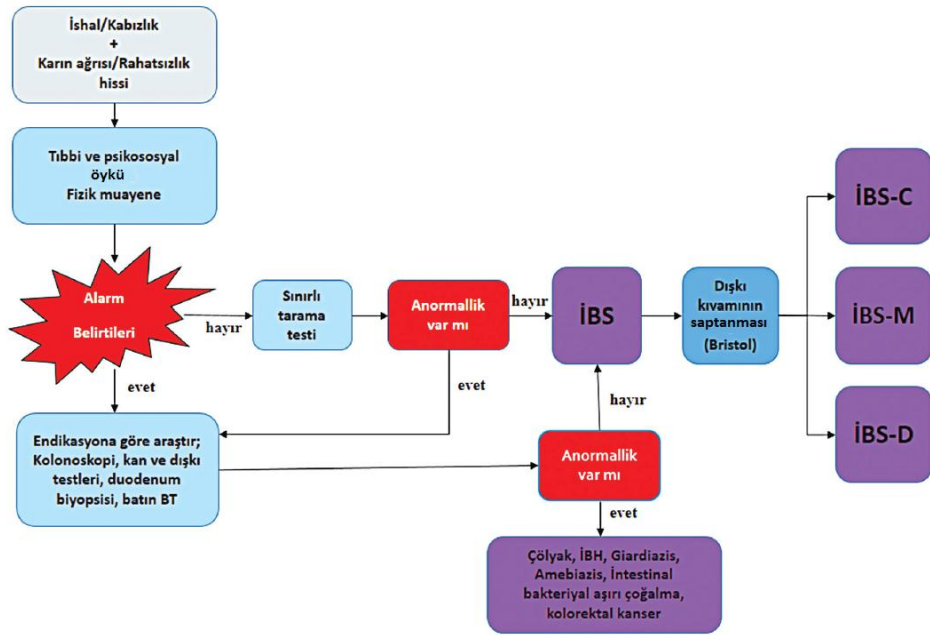 İshal/Kabızlık
+
Karın ağrısı/Rahatsızlık
hissi
Tıbbi ve psikososyal
öykü
Fizik muayene
Alarm
Belirtileri
hayır
evet
Sınırlı
tarama
testi
Anormallik
var mı
hayır
evet
İBS
Dışkı
kıvamının
saptanması
(Bristol)
İBS-C
İBS-M
İBS-D
Endikasyona göre araştır;
Kolonoskopi, kan ve dışkı
testleri, duodenum
biyopsisi, batın BT
hayır
Anormallik
var mı
evet
Çölyak, İBH, Giardiazis,
Amebiazis, İntestinal
bakteriyal aşırı çoğalma,
kolorektal kanser